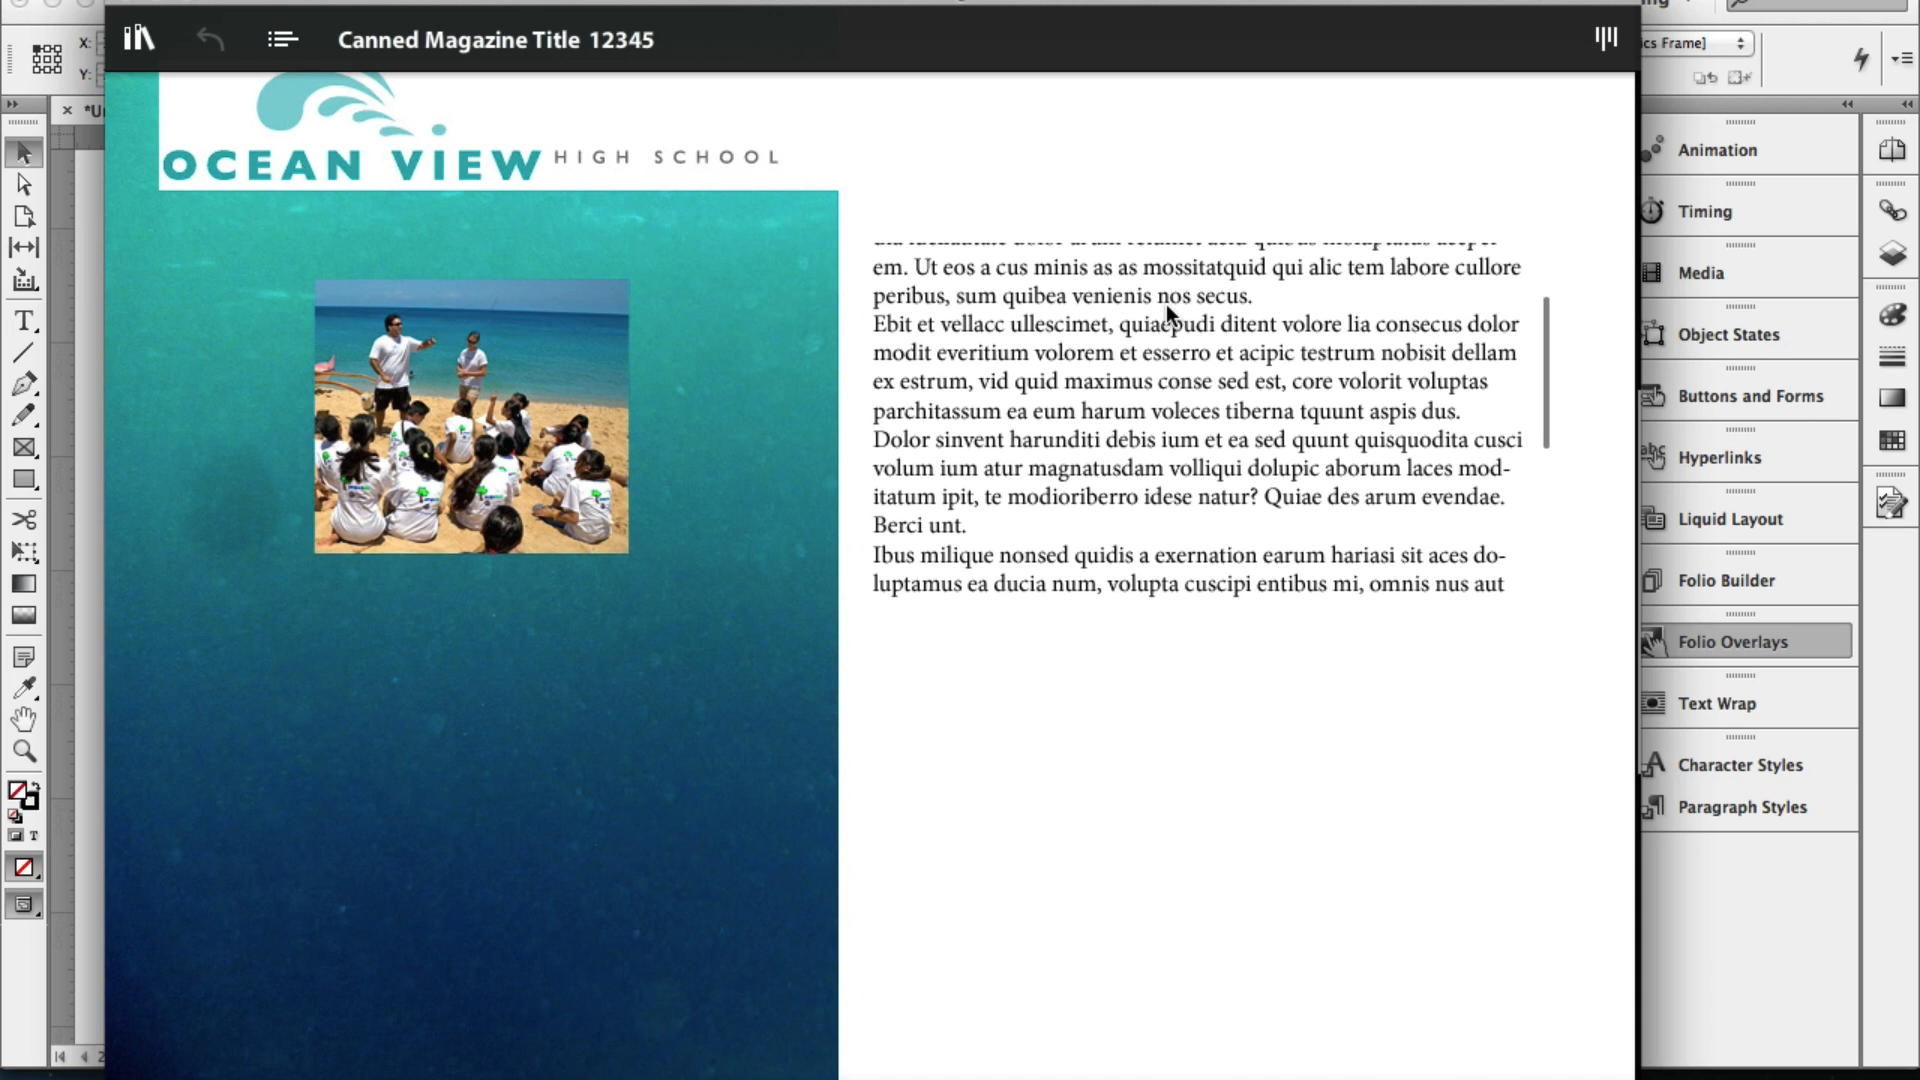 Canned Magazine Title 12345
X:
Y:
ics Frame]
OCEAN VIEW HIGH SCHOOL
em. Ut eos a cus minis as as mossitatquid qui alic tem labore cullore
peribus, sum quibea venienis nos secus.
Ebit et vellacc ullescimet, quiaepudi ditent volore lia consecus dolor
modit everitium volorem et esserro et acipic testrum nobisit dellam
ex estrum, vid quid maximus conse sed est, core volorit voluptas
parchitassum ea eum harum voleces tiberna tquunt aspis dus.
Dolor sinvent harunditi debis ium et ea sed quunt quisquodita cusci
volum ium atur magnatusdam volliqui dolupic aborum laces mod-
itatum ipit, te modioriberro idese natur? Quiae des arum evendae.
Berci unt.
Ibus milique nonsed quidis a exernation earum hariasi sit aces do-
luptamus ea ducia num, volupta cuscipi entibus mi, omnis nus aut
Animation
Timing
Media
Object States
Buttons and Forms
Hyperlinks
Liquid Layout
Folio Builder
Folio Overlays
Text Wrap
Character Styles
Paragraph Styles